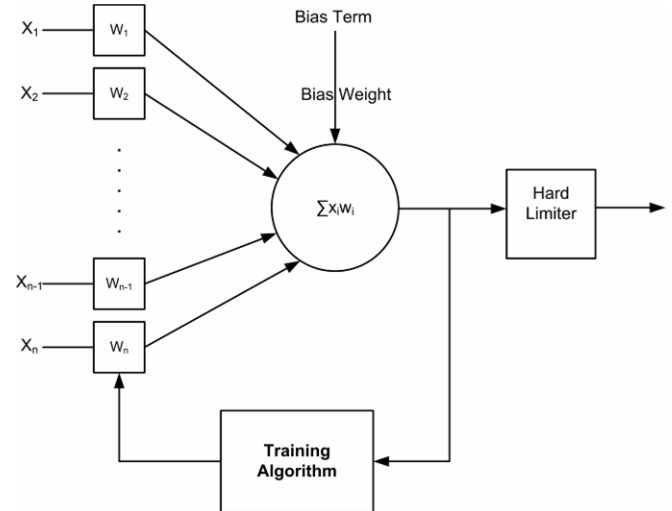 Bias Term
X₁
W₁
Bias Weight
X₂
W₂
∑xᵢwᵢ
Hard
Limiter
Xₙ₋₁
Wₙ₋₁
Xₙ
Wₙ
Training
Algorithm